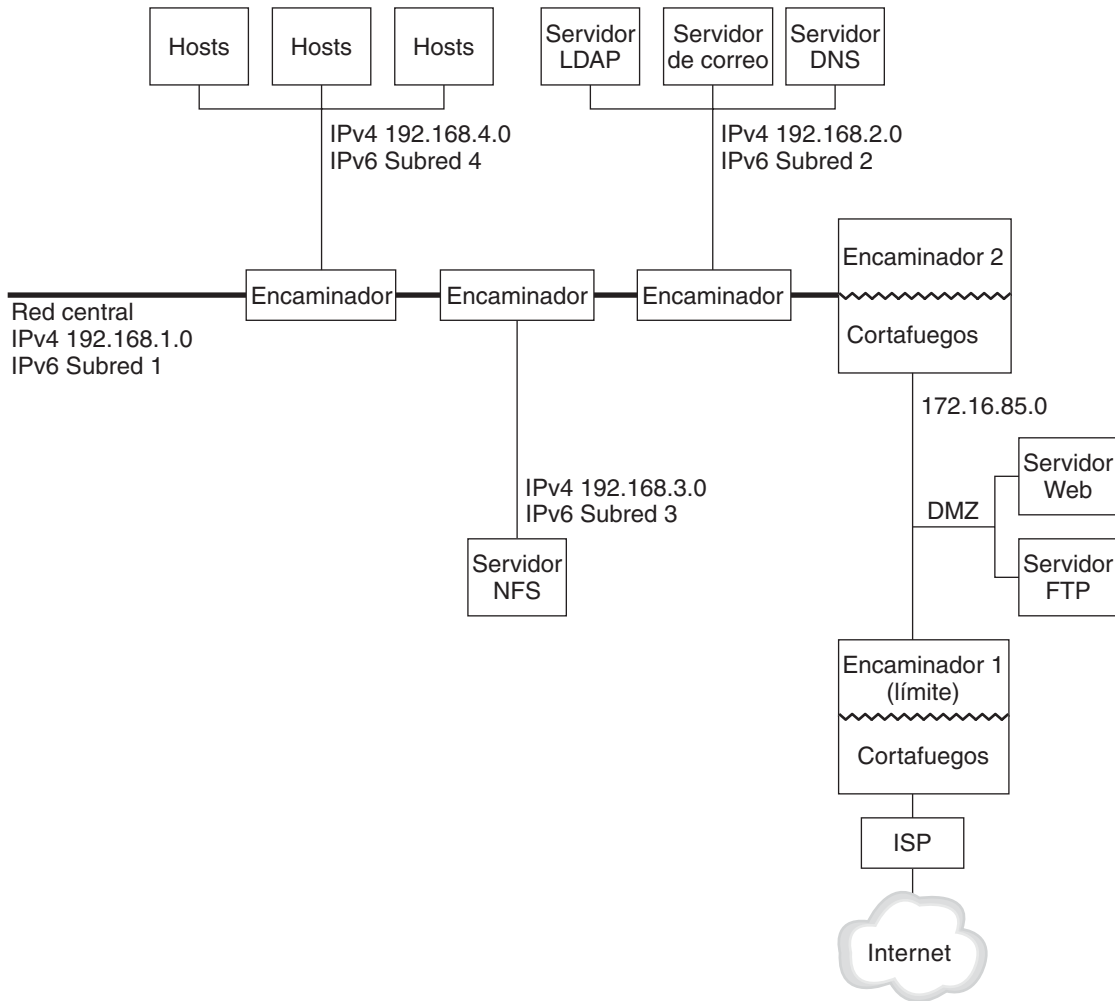 Hosts
Hosts
Hosts
Servidor
LDAP
Servidor
de correo
Servidor
DNS
IPv4 192.168.4.0
IPv6 Subred 4
IPv4 192.168.2.0
IPv6 Subred 2
Encaminador
Encaminador
Encaminador
Encaminador 2
Cortafuegos
Red central
IPv4 192.168.1.0
IPv6 Subred 1
172.16.85.0
IPv4 192.168.3.0
IPv6 Subred 3
Servidor
NFS
DMZ
Servidor
Web
Servidor
FTP
Encaminador 1
(límite)
Cortafuegos
ISP
Internet